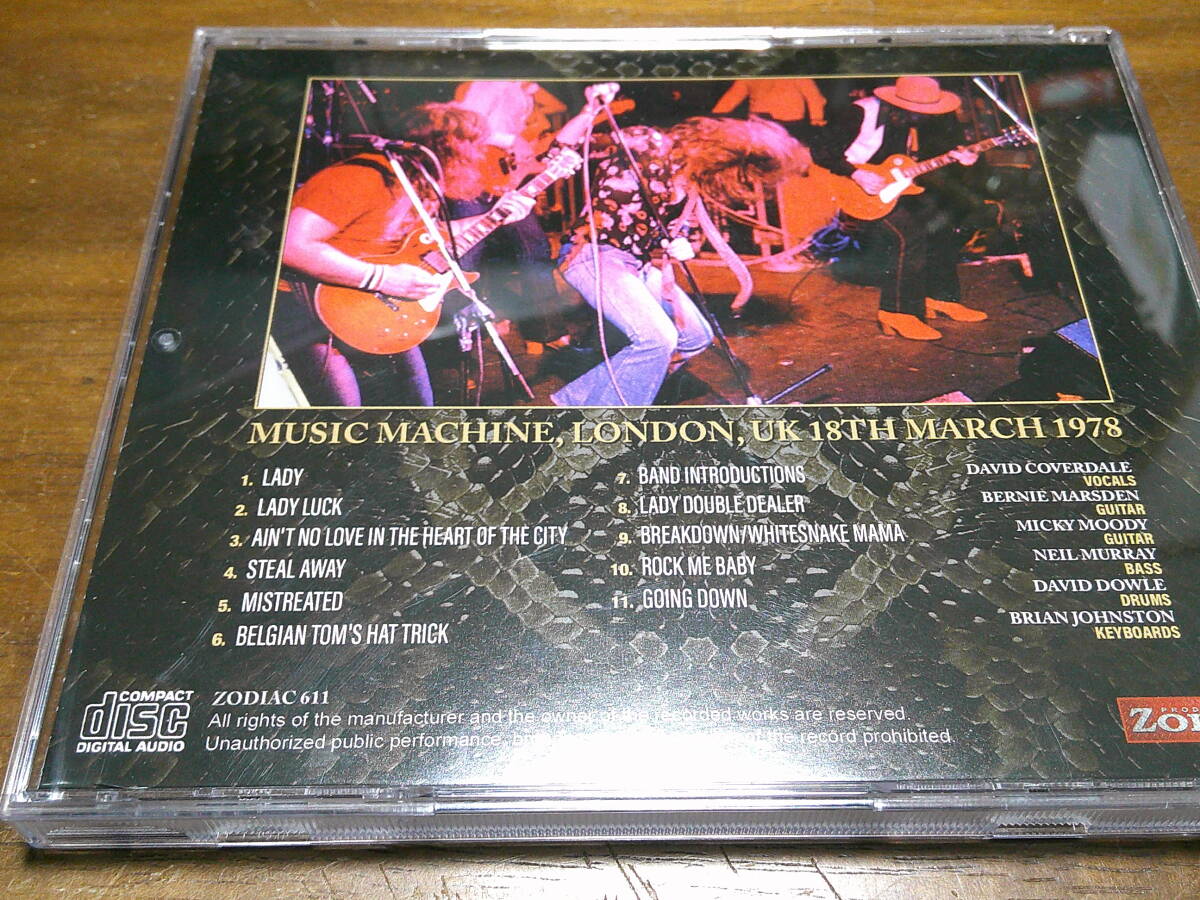 MUSIC MACHINE, LONDON, UK 18TH MARCH 1978
1. LADY
2. LADY LUCK
3. AIN'T NO LOVE IN THE HEART OF THE CITY
4. STEAL AWAY
5. MISTREATED
6. BELGIAN TOM'S HAT TRICK
7. BAND INTRODUCTIONS
8. LADY DOUBLE DEALER
9. BREAKDOWN/WHITESNAKE MAMA
10. ROCK ME BABY
11. GOING DOWN
DAVID COVERDALE
VOCALS
BERNIE MARSDEN
GUITAR
MICKY MOODY
GUITAR
NEIL MURRAY
BASS
DAVID DOWLE
DRUMS
BRIAN JOHNSTON
KEYBOARDS
COMPACT
disc
DIGITAL AUDIO
ZODIAC 611
All rights of the manufacturer and the owner of the recorded works are reserved.
Unauthorized public performance, of the record prohibited.